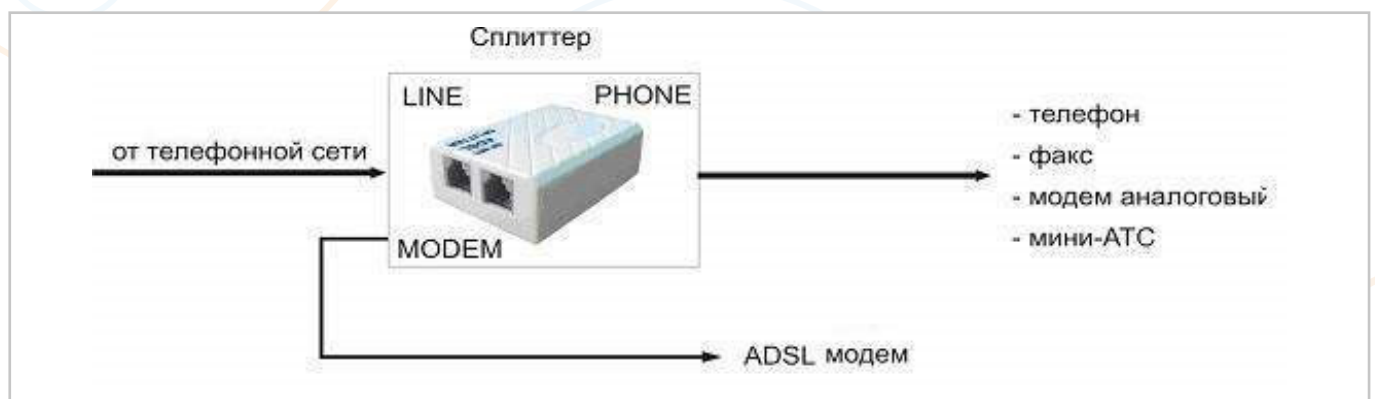 Сплиттер
LINE
PHONE
от телефонной сети
- телефон
- факс
- модем аналоговый
- мини-АТС
MODEM
ADSL модем